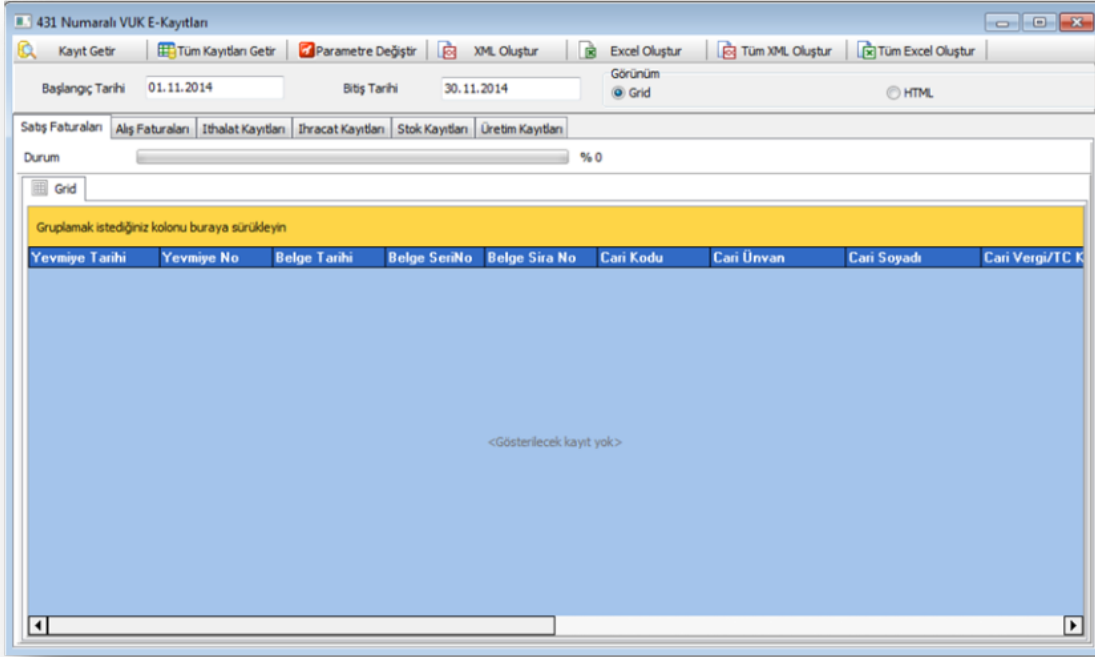 431 Numaralı VUK E-Kayıtları
Kayıt Getir Tüm Kayıtları Getir Parametre Değiştir XML Oluştur Excel Oluştur Tüm XML Oluştur Tüm Excel Oluştur
Başlangıç Tarihi 01.11.2014 Bitiş Tarihi 30.11.2014 Görünüm
Grid HTML
Satış Faturaları Alış Faturaları Ithalat Kayıtları Ihracat Kayıtları Stok Kayıtları Üretim Kayıtları
Durum % 0
Grid
Gruplamak istediğiniz kolonu buraya sürükleyin
Yevmiye Tarihi Yevmiye No Belge Tarihi Belge SeriNo Belge Sira No Cari Kodu Cari Ünvan Cari Soyadı Cari Vergi/TC K
<Gösterilecek kayıt yok>